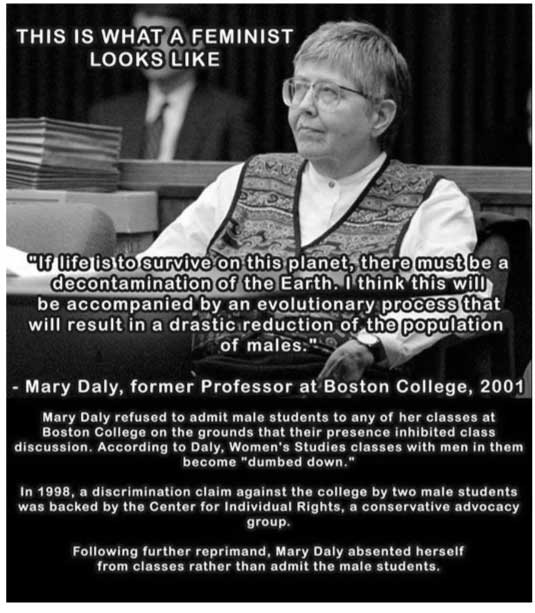 THIS IS WHAT A FEMINIST
LOOKS LIKE
"If life is to survive on this planet, there must be a
decontamination of the Earth. I think this will
be accompanied by an evolutionary process that
will result in a drastic reduction of the population
of males."
- Mary Daly, former Professor at Boston College, 2001
Mary Daly refused to admit male students to any of her classes at
Boston College on the grounds that their presence inhibited class
discussion. According to Daly, Women's Studies classes with men in them
become "dumbed down."
In 1998, a discrimination claim against the college by two male students
was backed by the Center for Individual Rights, a conservative advocacy
group.
Following further reprimand, Mary Daly absented herself
from classes rather than admit the male students.